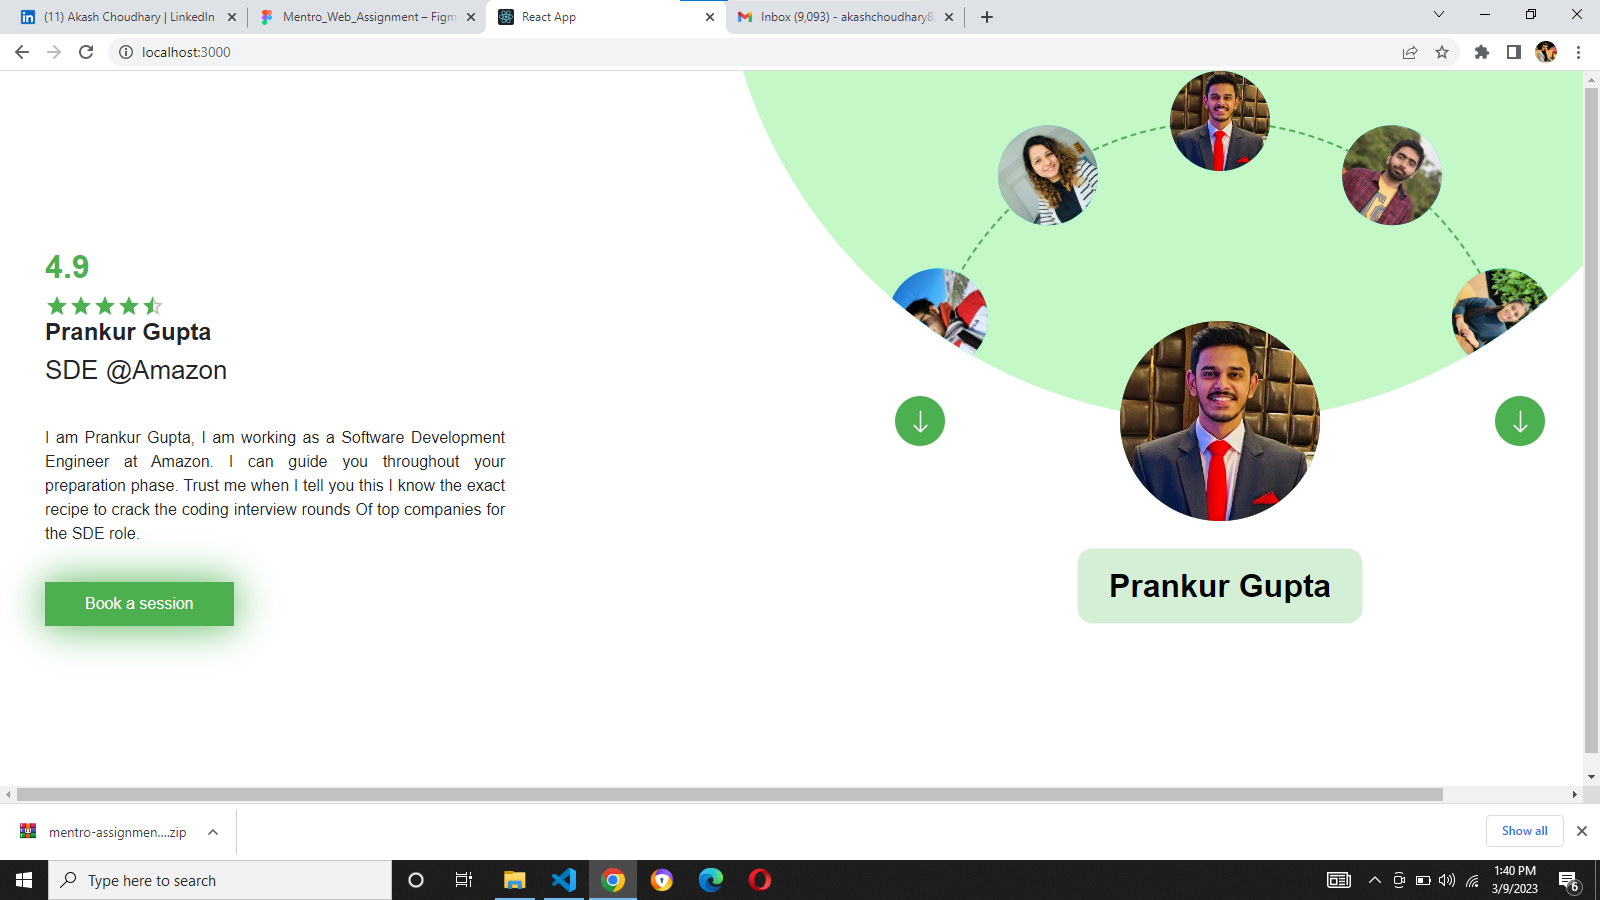 (11) Akash Choudhary | LinkedIn
Mentro_Web_Assignment – Figm
React App
Inbox (9,093) - akashchoudhary8
localhost:3000
4.9
Prankur Gupta
SDE @Amazon
I am Prankur Gupta, I am working as a Software Development
Engineer at Amazon. I can guide you throughout your
preparation phase. Trust me when I tell you this I know the exact
recipe to crack the coding interview rounds Of top companies for
the SDE role.
Book a session
Prankur Gupta
mentro-assignmen....zip
Show all
Type here to search
1:40 PM
3/9/2023
6